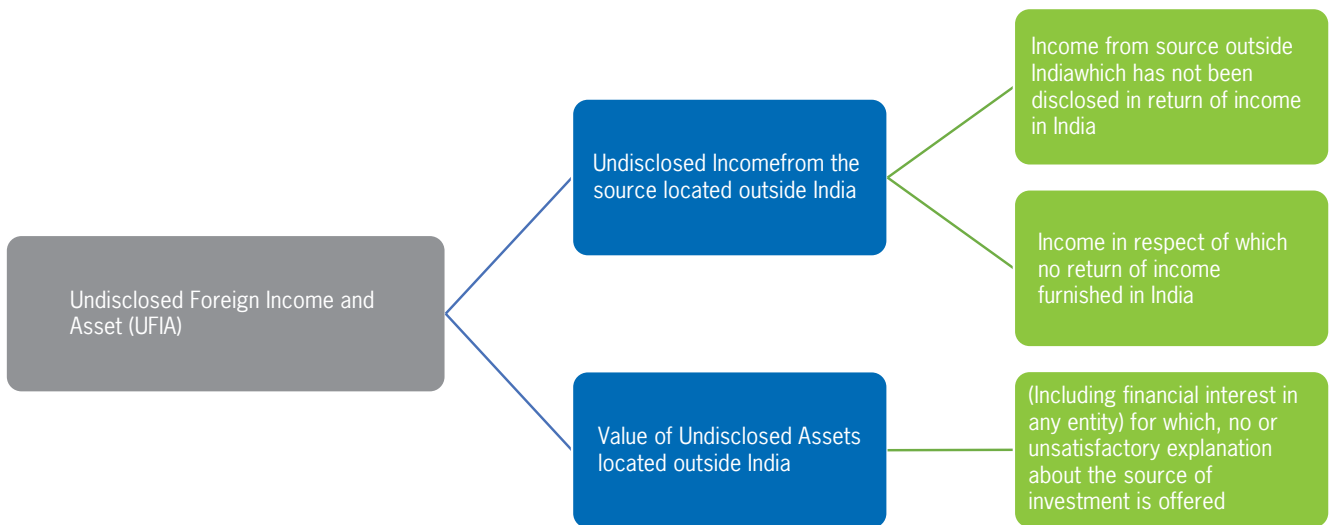 Undisclosed Foreign Income and
Asset (UFIA)
Undisclosed Incomefrom the
source located outside India
Income from source outside
Indiawhich has not been
disclosed in return of income
in India
Income in respect of which
no return of income
furnished in India
Value of Undisclosed Assets
located outside India
(Including financial interest in
any entity) for which, no or
unsatisfactory explanation
about the source of
investment is offered